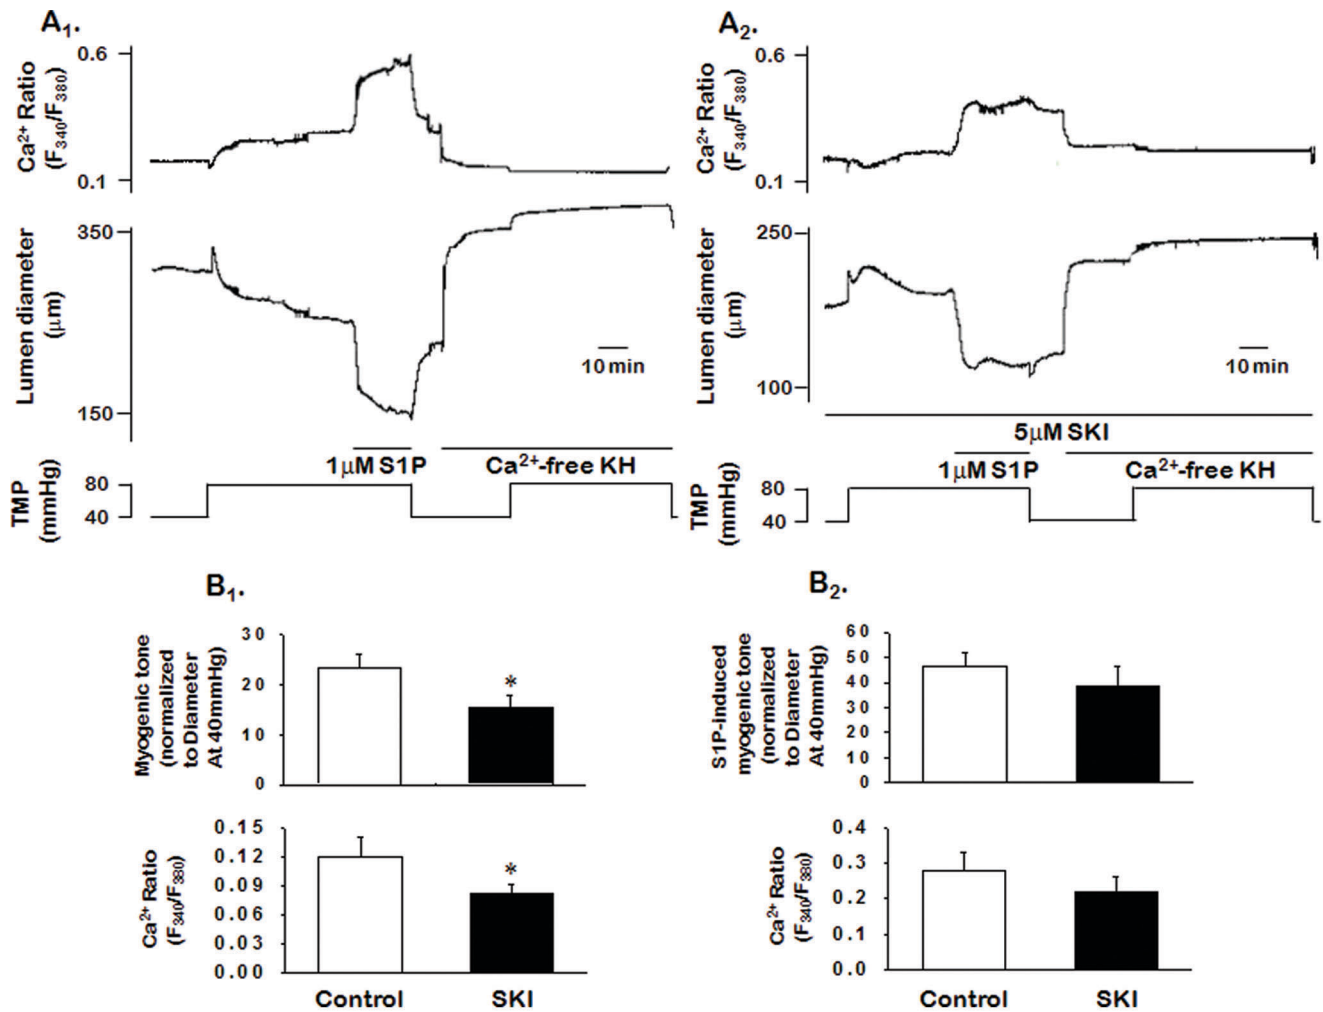 A1.
0.6
Ca2+ Ratio
(F340/F380)
0.1
350
Lumen diameter
(μm)
10 min
150
1μM S1P
Ca2+-free KH
TMP
(mmHg)
80
40
A2.
0.6
Ca2+ Ratio
(F340/F380)
0.1
250
Lumen diameter
(μm)
10 min
100
5μM SKI
1μM S1P
Ca2+-free KH
TMP
(mmHg)
80
40
B1.
Myogenic tone
(normalized
to Diameter
At 40mmHg)
30
20
10
0
*
Ca2+ Ratio
(F340/F380)
0.15
0.12
0.09
0.06
0.03
0.00
*
Control
SKI
B2.
S1P-induced
myogenic tone
(normalized
to Diameter
At 40mmHg)
60
50
40
30
20
10
0
Ca2+ Ratio
(F340/F380)
0.4
0.3
0.2
0.1
0.0
Control
SKI